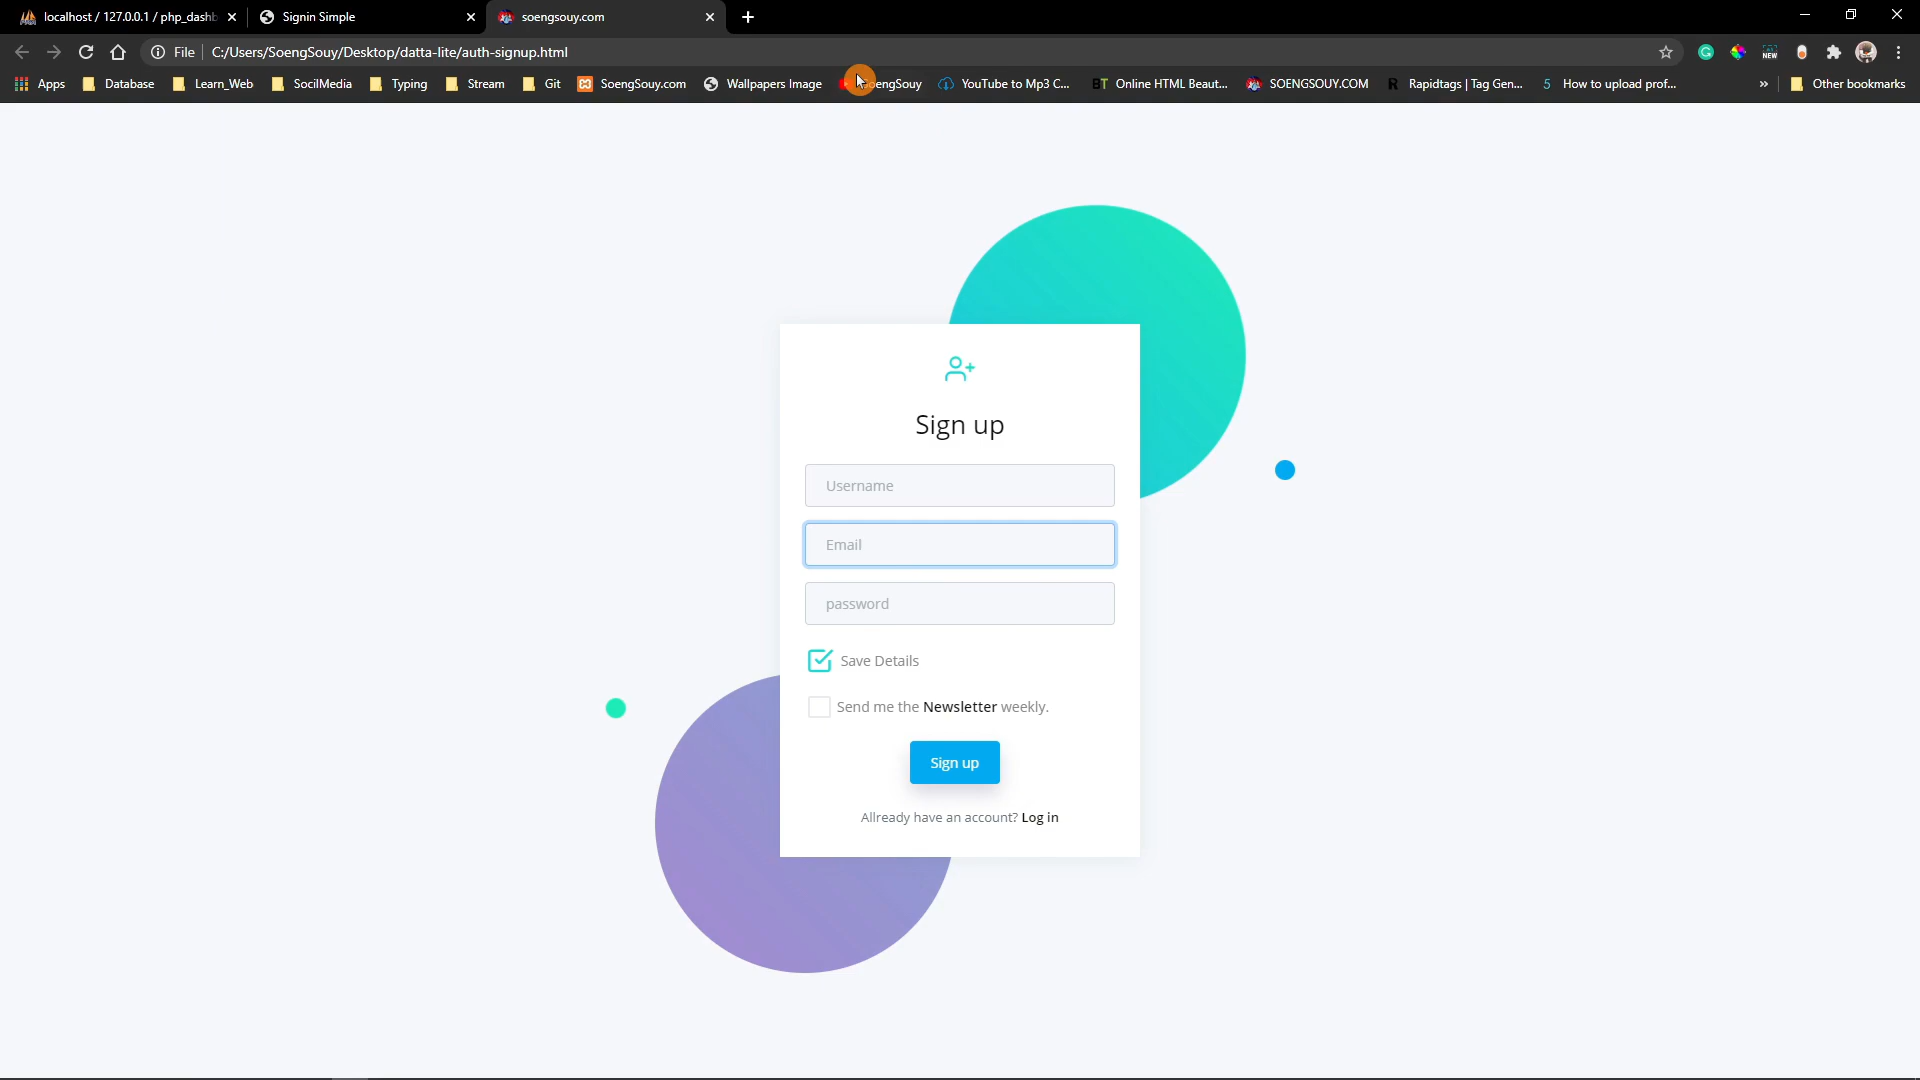 localhost / 127.0.0.1 / php_dashb
Signin Simple
soengsouy.com
File
C:/Users/SoengSouy/Desktop/datta-lite/auth-signup.html
NEW
Apps
Database
Learn_Web
SocilMedia
Typing
Stream
Git
SoengSouy.com
Wallpapers Image
YouTube to Mp3 C...
BT Online HTML Beaut...
SOENGSOUY.COM
R Rapidtags | Tag Gen...
5 How to upload prof...
»
Other bookmarks
Sign up
Username
Email
password
Save Details
Send me the Newsletter weekly.
Sign up
Allready have an account? Log in